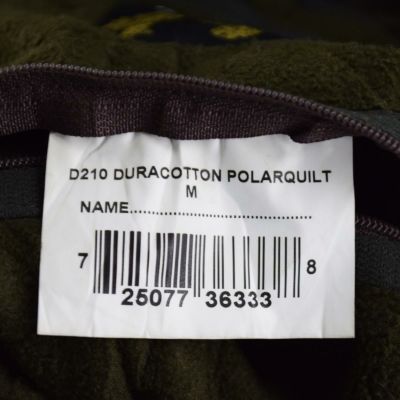 D210 DURACOTTON POLARQUILT
M
NAME..........................................
7 25077 36333 8